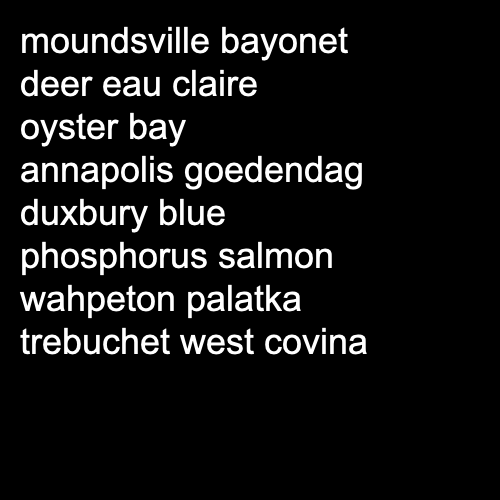 moundsville bayonet
deer eau claire
oyster bay
annapolis goedendag
duxbury blue
phosphorus salmon
wahpeton palatka
trebuchet west covina